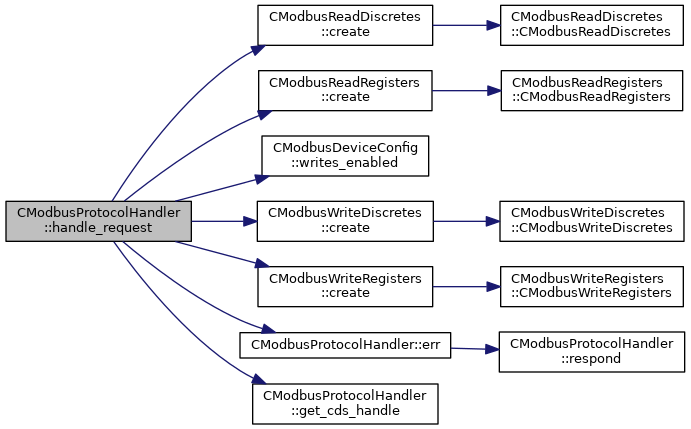 CModbusReadDiscretes
::create
CModbusReadDiscretes
::CModbusReadDiscretes
CModbusReadRegisters
::create
CModbusReadRegisters
::CModbusReadRegisters
CModbusDeviceConfig
::writes_enabled
CModbusProtocolHandler
::handle_request
CModbusWriteDiscretes
::create
CModbusWriteDiscretes
::CModbusWriteDiscretes
CModbusWriteRegisters
::create
CModbusWriteRegisters
::CModbusWriteRegisters
CModbusProtocolHandler::err
CModbusProtocolHandler
::respond
CModbusProtocolHandler
::get_cds_handle